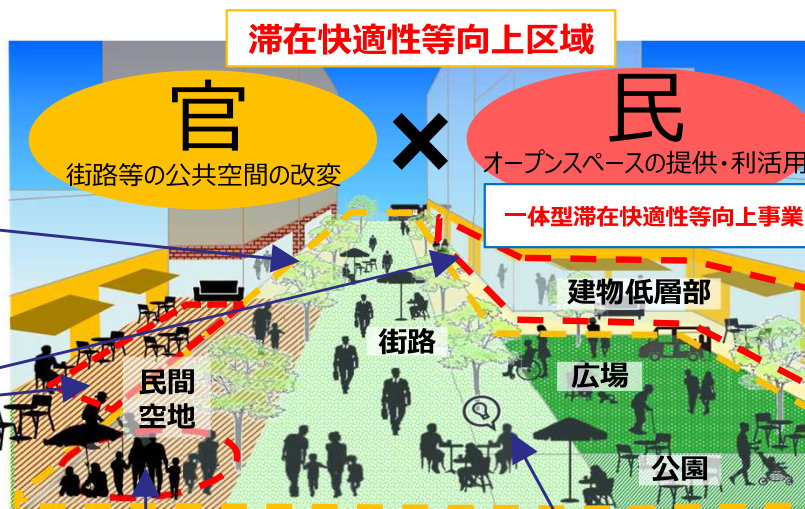 滞在快適性等向上区域
官
街路等の公共空間の改変
×
民
オープンスペースの提供・利活用
一体型滞在快適性等向上事業
建物低層部
街路
広場
民間
空地
公園